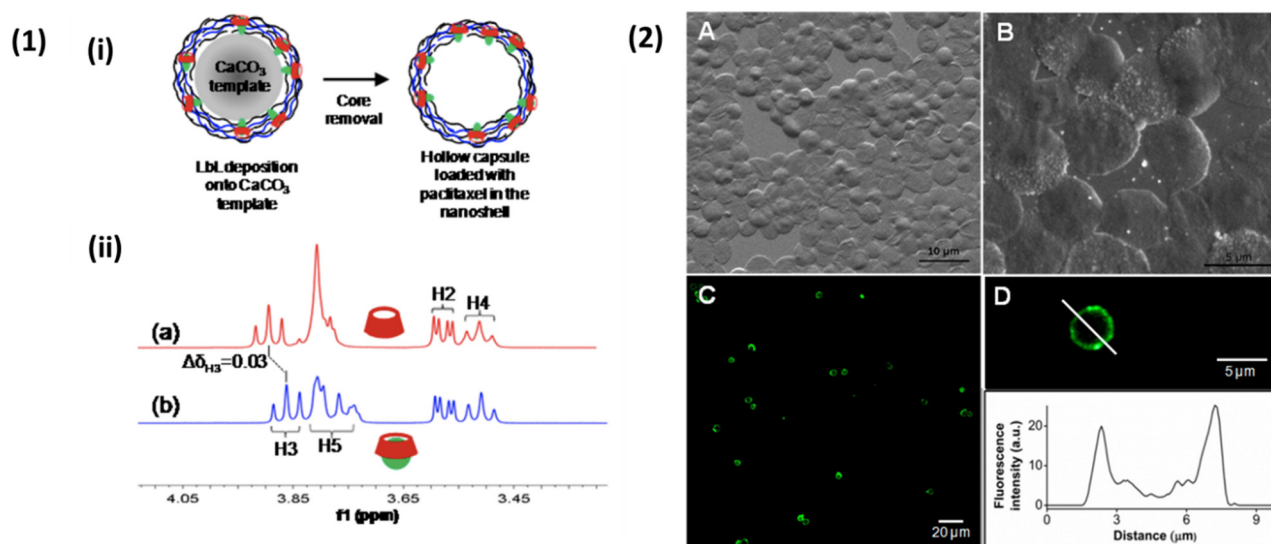 (1)
(i)
CaCO₃
template
Core
removal
LbL deposition
onto CaCO₃
template
Hollow capsule
loaded with
paclitaxel in the
nanoshell
(ii)
(a)
H2
H4
Δδ_H3=0.03
(b)
H3
H5
4.05 3.85 3.65 3.45
f1 (ppm)
(2)
A
10 µm
B
5 µm
C
20 µm
D
5 µm
Fluorescence
intensity (a.u.)
20
10
0
0 3 6 9
Distance (µm)